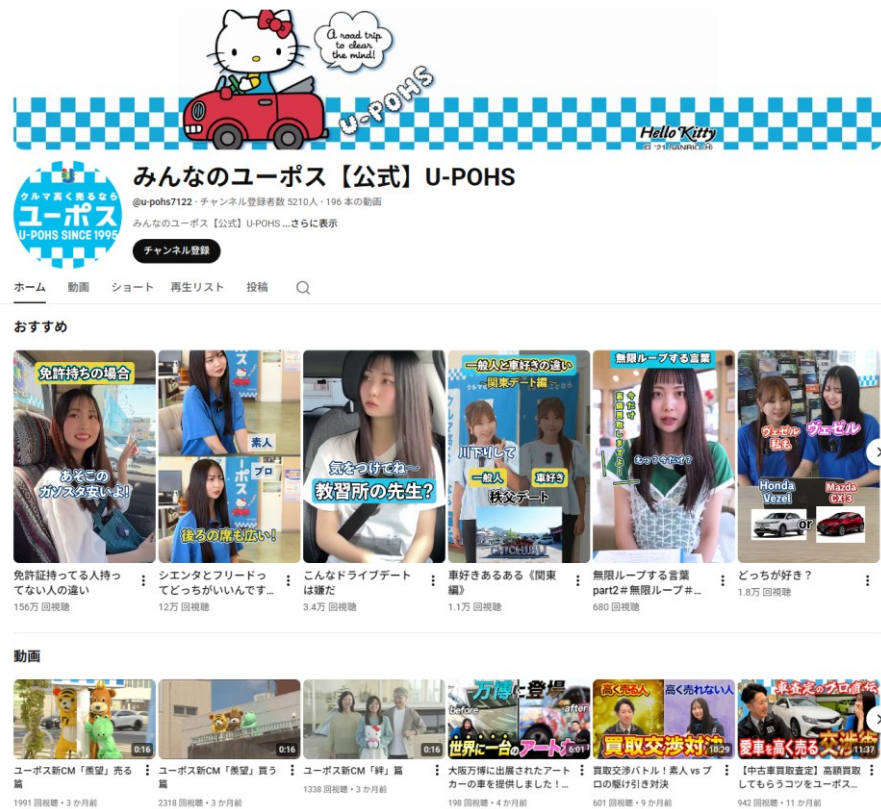 A road trip
to clear
the mind!
U-POHS
Hello Kitty
クルマ高く売るなら
ユーポス
U-POHS SINCE 1995
みんなのユーポス【公式】U-POHS
@u-pohs7122・チャンネル登録者数 5210人・196 本の動画
みんなのユーポス【公式】U-POHS ...さらに表示
チャンネル登録
ホーム 動画 ショート 再生リスト 投稿
おすすめ
免許持ちの場合
あそこの
ガソスタ安いよ!
素人
プロ
後ろの席も広い!
気をつけてね〜
教習所の先生?
一般人と車好きの違い
~関東デート編~
川下りして
一般人
車好き
秩父デート
無限ループする言葉
えっ?今だけ?
ヴェゼル
私も
ヴェゼル
Honda
Vezel
Mazda
CX-3
or
免許証持ってる人持っ
てない人の違い
156万 回視聴
シエンタとフリードっ
てどっちがいいんです...
12万 回視聴
こんなドライブデート
は嫌だ
3.4万 回視聴
車好きあるある《関東
編》
1.1万 回視聴
無限ループする言葉
part2＃無限ループ＃...
680 回視聴
どっちが好き？
1.8万 回視聴
動画
0:16
0:16
0:16
万博に登場
before
after
世界に一台のアートカー
6:01
高く売る人
高く売れない人
買取交渉対決
10:29
車査定のプロ直伝
愛車を高く売る交渉術
11:37
ユーポス新CM「羨望」売る
篇
1991 回視聴・3 か月前
ユーポス新CM「羨望」買う
篇
2318 回視聴・3 か月前
ユーポス新CM「絆」篇
1338 回視聴・3 か月前
大阪万博に出展されたアート
カーの車を提供しました！...
198 回視聴・4 か月前
買取交渉バトル！素人 vs プ
ロの駆け引き対決
601 回視聴・9 か月前
【中古車買取査定】高額買取
してもらうコツをユーポス...
942 回視聴・11 か月前